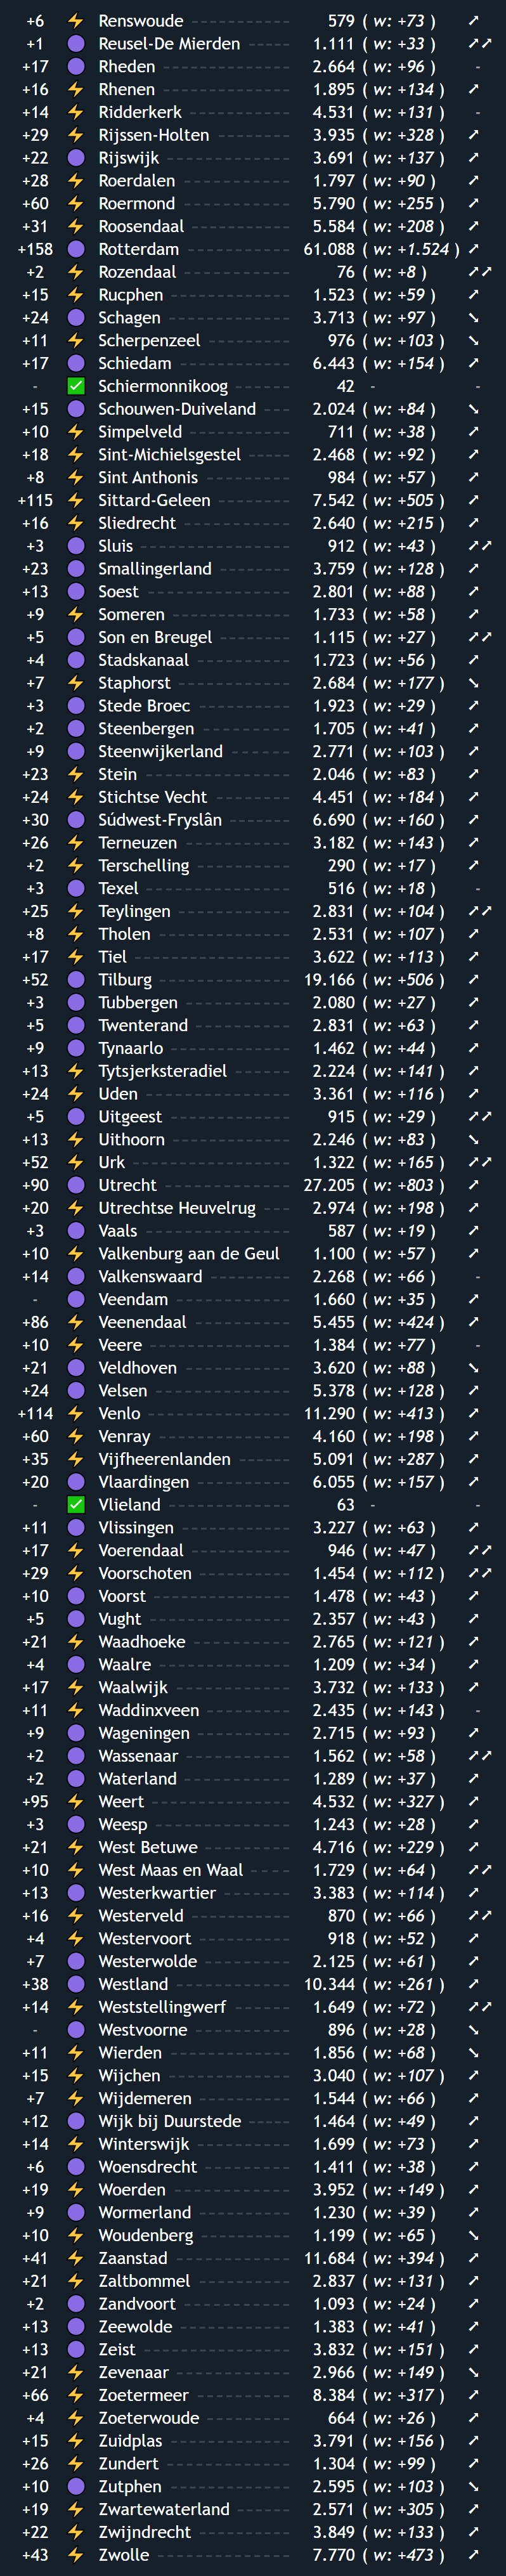 +6 ⚡ Renswoude ------ 579 ( w: +73 ) ➚
+1 🟣 Reusel-De Mierden ------ 1.111 ( w: +33 ) ➚➚
+17 🟣 Rheden ------ 2.664 ( w: +96 ) -
+16 ⚡ Rhenen ------ 1.895 ( w: +134 ) ➚
+14 ⚡ Ridderkerk ------ 4.531 ( w: +131 ) -
+29 ⚡ Rijssen-Holten ------ 3.935 ( w: +328 ) ➚
+22 🟣 Rijswijk ------ 3.691 ( w: +137 ) ➚
+28 ⚡ Roerdalen ------ 1.797 ( w: +90 ) ➚
+60 ⚡ Roermond ------ 5.790 ( w: +255 ) ➚
+31 ⚡ Roosendaal ------ 5.584 ( w: +208 ) ➚
+158 🟣 Rotterdam ------ 61.088 ( w: +1.524 ) ➚
+2 ⚡ Rozendaal ------ 76 ( w: +8 ) ➚➚
+15 ⚡ Rucphen ------ 1.523 ( w: +59 ) ➚
+24 🟣 Schagen ------ 3.713 ( w: +97 ) ➘
+11 ⚡ Scherpenzeel ------ 976 ( w: +103 ) ➘
+17 🟣 Schiedam ------ 6.443 ( w: +154 ) ➚
- ✅ Schiermonnikoog ------ 42 - -
+15 🟣 Schouwen-Duiveland ------ 2.024 ( w: +84 ) ➘
+10 ⚡ Simpelveld ------ 711 ( w: +38 ) ➚
+18 ⚡ Sint-Michielsgestel ------ 2.468 ( w: +92 ) ➚
+8 ⚡ Sint Anthonis ------ 984 ( w: +57 ) ➚
+115 ⚡ Sittard-Geleen ------ 7.542 ( w: +505 ) ➚
+16 ⚡ Sliedrecht ------ 2.640 ( w: +215 ) ➚
+3 🟣 Sluis ------ 912 ( w: +43 ) ➚➚
+23 🟣 Smallingerland ------ 3.759 ( w: +128 ) ➚
+13 🟣 Soest ------ 2.801 ( w: +88 ) ➚
+9 ⚡ Someren ------ 1.733 ( w: +58 ) ➚
+5 🟣 Son en Breugel ------ 1.115 ( w: +27 ) ➚➚
+4 🟣 Stadskanaal ------ 1.723 ( w: +56 ) ➚
+7 ⚡ Staphorst ------ 2.684 ( w: +177 ) ➘
+3 🟣 Stede Broec ------ 1.923 ( w: +29 ) ➚
+2 🟣 Steenbergen ------ 1.705 ( w: +41 ) ➚
+9 🟣 Steenwijkerland ------ 2.771 ( w: +103 ) ➚
+23 ⚡ Stein ------ 2.046 ( w: +83 ) ➚
+24 ⚡ Stichtse Vecht ------ 4.451 ( w: +184 ) ➚
+30 🟣 Súdwest-Fryslân ------ 6.690 ( w: +160 ) ➚
+26 ⚡ Terneuzen ------ 3.182 ( w: +143 ) ➚
+2 ⚡ Terschelling ------ 290 ( w: +17 ) ➚
+3 🟣 Texel ------ 516 ( w: +18 ) -
+25 ⚡ Teylingen ------ 2.831 ( w: +104 ) ➚➚
+8 ⚡ Tholen ------ 2.531 ( w: +107 ) ➚
+17 ⚡ Tiel ------ 3.622 ( w: +113 ) ➚
+52 🟣 Tilburg ------ 19.166 ( w: +506 ) ➚
+3 🟣 Tubbergen ------ 2.080 ( w: +27 ) ➚
+5 🟣 Twenterand ------ 2.831 ( w: +63 ) ➚
+9 🟣 Tynaarlo ------ 1.462 ( w: +44 ) ➚
+13 ⚡ Tytsjerksteradiel ------ 2.224 ( w: +141 ) ➚
+24 ⚡ Uden ------ 3.361 ( w: +116 ) ➚
+5 🟣 Uitgeest ------ 915 ( w: +29 ) ➚➚
+13 ⚡ Uithoorn ------ 2.246 ( w: +83 ) ➘
+52 ⚡ Urk ------ 1.322 ( w: +165 ) ➚➚
+90 🟣 Utrecht ------ 27.205 ( w: +803 ) ➚
+20 ⚡ Utrechtse Heuvelrug ------ 2.974 ( w: +198 ) ➚
+3 🟣 Vaals ------ 587 ( w: +19 ) ➚
+10 ⚡ Valkenburg aan de Geul 1.100 ( w: +57 ) ➚
+14 🟣 Valkenswaard ------ 2.268 ( w: +66 ) -
- 🟣 Veendam ------ 1.660 ( w: +35 ) ➚
+86 ⚡ Veenendaal ------ 5.455 ( w: +424 ) ➚
+10 ⚡ Veere ------ 1.384 ( w: +77 ) -
+21 🟣 Veldhoven ------ 3.620 ( w: +88 ) ➘
+24 🟣 Velsen ------ 5.378 ( w: +128 ) ➚
+114 ⚡ Venlo ------ 11.290 ( w: +413 ) ➚
+60 ⚡ Venray ------ 4.160 ( w: +198 ) ➚
+35 ⚡ Vijfheerenlanden ------ 5.091 ( w: +287 ) ➚
+20 🟣 Vlaardingen ------ 6.055 ( w: +157 ) ➚
- ✅ Vlieland ------ 63 - -
+11 🟣 Vlissingen ------ 3.227 ( w: +63 ) ➚
+17 ⚡ Voerendaal ------ 946 ( w: +47 ) ➚➚
+29 ⚡ Voorschoten ------ 1.454 ( w: +112 ) ➚➚
+10 🟣 Voorst ------ 1.478 ( w: +43 ) ➚
+5 🟣 Vught ------ 2.357 ( w: +43 ) ➚
+21 ⚡ Waadhoeke ------ 2.765 ( w: +121 ) ➚
+4 🟣 Waalre ------ 1.209 ( w: +34 ) ➚
+17 ⚡ Waalwijk ------ 3.732 ( w: +133 ) ➚
+11 ⚡ Waddinxveen ------ 2.435 ( w: +143 ) -
+9 🟣 Wageningen ------ 2.715 ( w: +93 ) ➚
+2 🟣 Wassenaar ------ 1.562 ( w: +58 ) ➚➚
+2 🟣 Waterland ------ 1.289 ( w: +37 ) ➚
+95 ⚡ Weert ------ 4.532 ( w: +327 ) ➚
+3 🟣 Weesp ------ 1.243 ( w: +28 ) ➚
+21 ⚡ West Betuwe ------ 4.716 ( w: +229 ) ➚
+10 ⚡ West Maas en Waal ------ 1.729 ( w: +64 ) ➚➚
+13 🟣 Westerkwartier ------ 3.383 ( w: +114 ) ➚
+16 ⚡ Westerveld ------ 870 ( w: +66 ) ➚➚
+4 ⚡ Westervoort ------ 918 ( w: +52 ) ➚
+7 🟣 Westerwolde ------ 2.125 ( w: +61 ) ➚
+38 🟣 Westland ------ 10.344 ( w: +261 ) ➚
+14 ⚡ Weststellingwerf ------ 1.649 ( w: +72 ) ➚➚
- 🟣 Westvoorne ------ 896 ( w: +28 ) ➘
+11 ⚡ Wierden ------ 1.856 ( w: +68 ) ➘
+15 ⚡ Wijchen ------ 3.040 ( w: +107 ) ➚
+7 ⚡ Wijdemeren ------ 1.544 ( w: +66 ) ➚
+12 🟣 Wijk bij Duurstede ------ 1.464 ( w: +49 ) ➚
+14 ⚡ Winterswijk ------ 1.699 ( w: +73 ) ➚
+6 🟣 Woensdrecht ------ 1.411 ( w: +38 ) ➚
+19 ⚡ Woerden ------ 3.952 ( w: +149 ) ➚
+9 🟣 Wormerland ------ 1.230 ( w: +39 ) ➚
+10 ⚡ Woudenberg ------ 1.199 ( w: +65 ) ➘
+41 ⚡ Zaanstad ------ 11.684 ( w: +394 ) ➚
+21 ⚡ Zaltbommel ------ 2.837 ( w: +131 ) ➚
+2 🟣 Zandvoort ------ 1.093 ( w: +24 ) ➚
+13 🟣 Zeewolde ------ 1.383 ( w: +41 ) ➚
+13 🟣 Zeist ------ 3.832 ( w: +151 ) ➚
+21 ⚡ Zevenaar ------ 2.966 ( w: +149 ) ➘
+66 ⚡ Zoetermeer ------ 8.384 ( w: +317 ) ➚
+4 ⚡ Zoeterwoude ------ 664 ( w: +26 ) ➚
+15 ⚡ Zuidplas ------ 3.791 ( w: +156 ) ➚
+26 ⚡ Zundert ------ 1.304 ( w: +99 ) ➚
+10 🟣 Zutphen ------ 2.595 ( w: +103 ) ➘
+19 ⚡ Zwartewaterland ------ 2.571 ( w: +305 ) ➚
+22 ⚡ Zwijndrecht ------ 3.849 ( w: +133 ) ➚
+43 ⚡ Zwolle ------ 7.770 ( w: +473 ) ➚